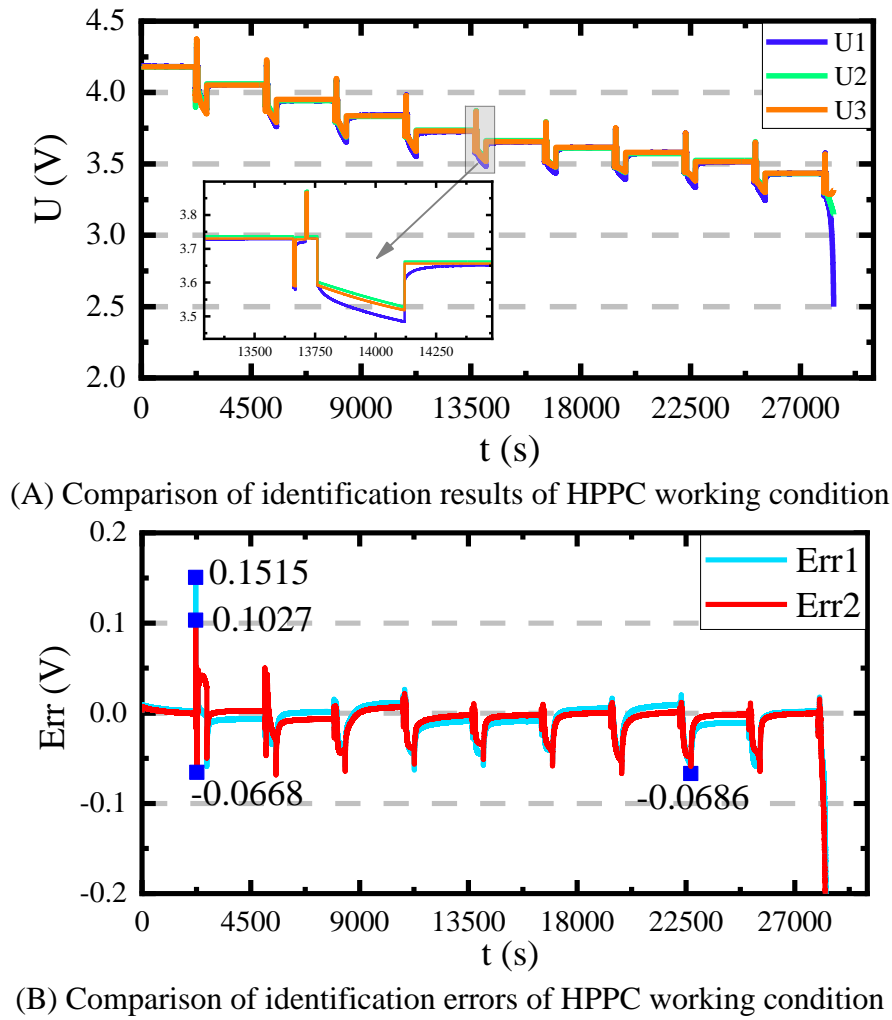 5.0
4.5
4.0
3.5
3.0
2.5
2.0
U (V)
U1
U2
U3
3.8
3.7
3.6
3.5
13500 13750 14000 14250
0 4500 9000 13500 18000 22500 27000
t (s)
(A) Comparison of identification results of HPPC working condition
0.2
0.1
0.0
-0.1
-0.2
Err (V)
Err1
Err2
0.1515
0.1027
-0.0668
-0.0686
0 4500 9000 13500 18000 22500 27000
t (s)
(B) Comparison of identification errors of HPPC working condition